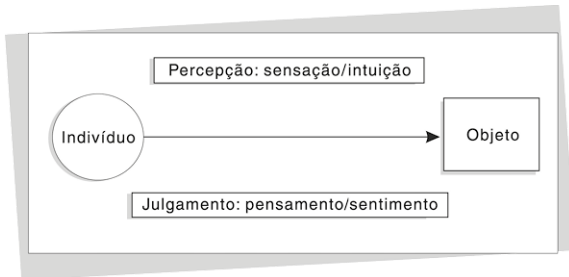 Percepção: sensação/intuição
Indivíduo
Objeto
Julgamento: pensamento/sentimento